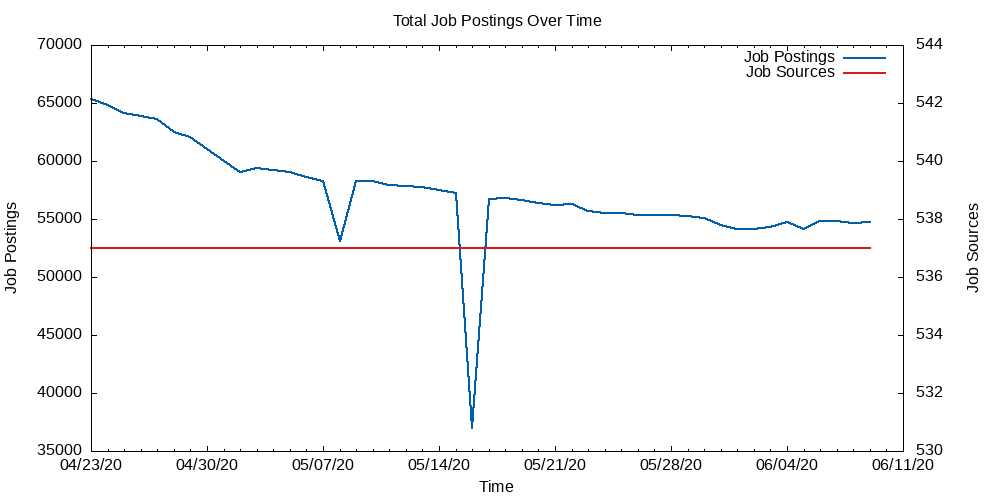 Total Job Postings Over Time
Job Postings
Job Sources
70000
65000
60000
55000
50000
45000
40000
35000
544
542
540
538
536
534
532
530
04/23/20 04/30/20 05/07/20 05/14/20 05/21/20 05/28/20 06/04/20 06/11/20
Job Postings
Job Sources
Time